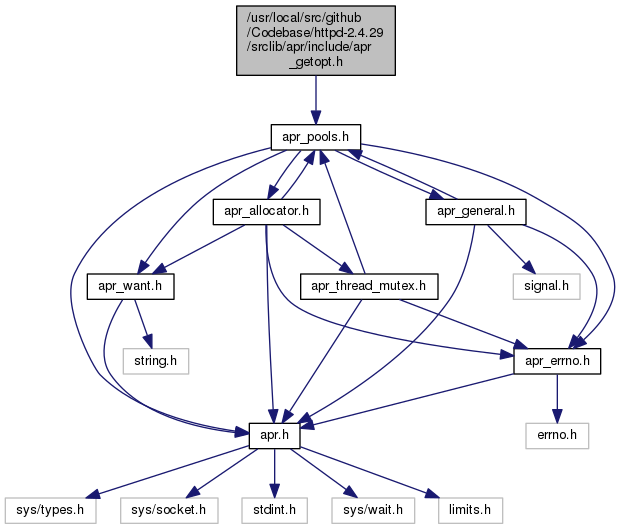 /usr/local/src/github
/Codebase/httpd-2.4.29
/srclib/apr/include/apr
_getopt.h
apr_pools.h
apr_allocator.h
apr_general.h
apr_want.h
apr_thread_mutex.h
signal.h
string.h
apr_errno.h
apr.h
errno.h
sys/types.h
sys/socket.h
stdint.h
sys/wait.h
limits.h